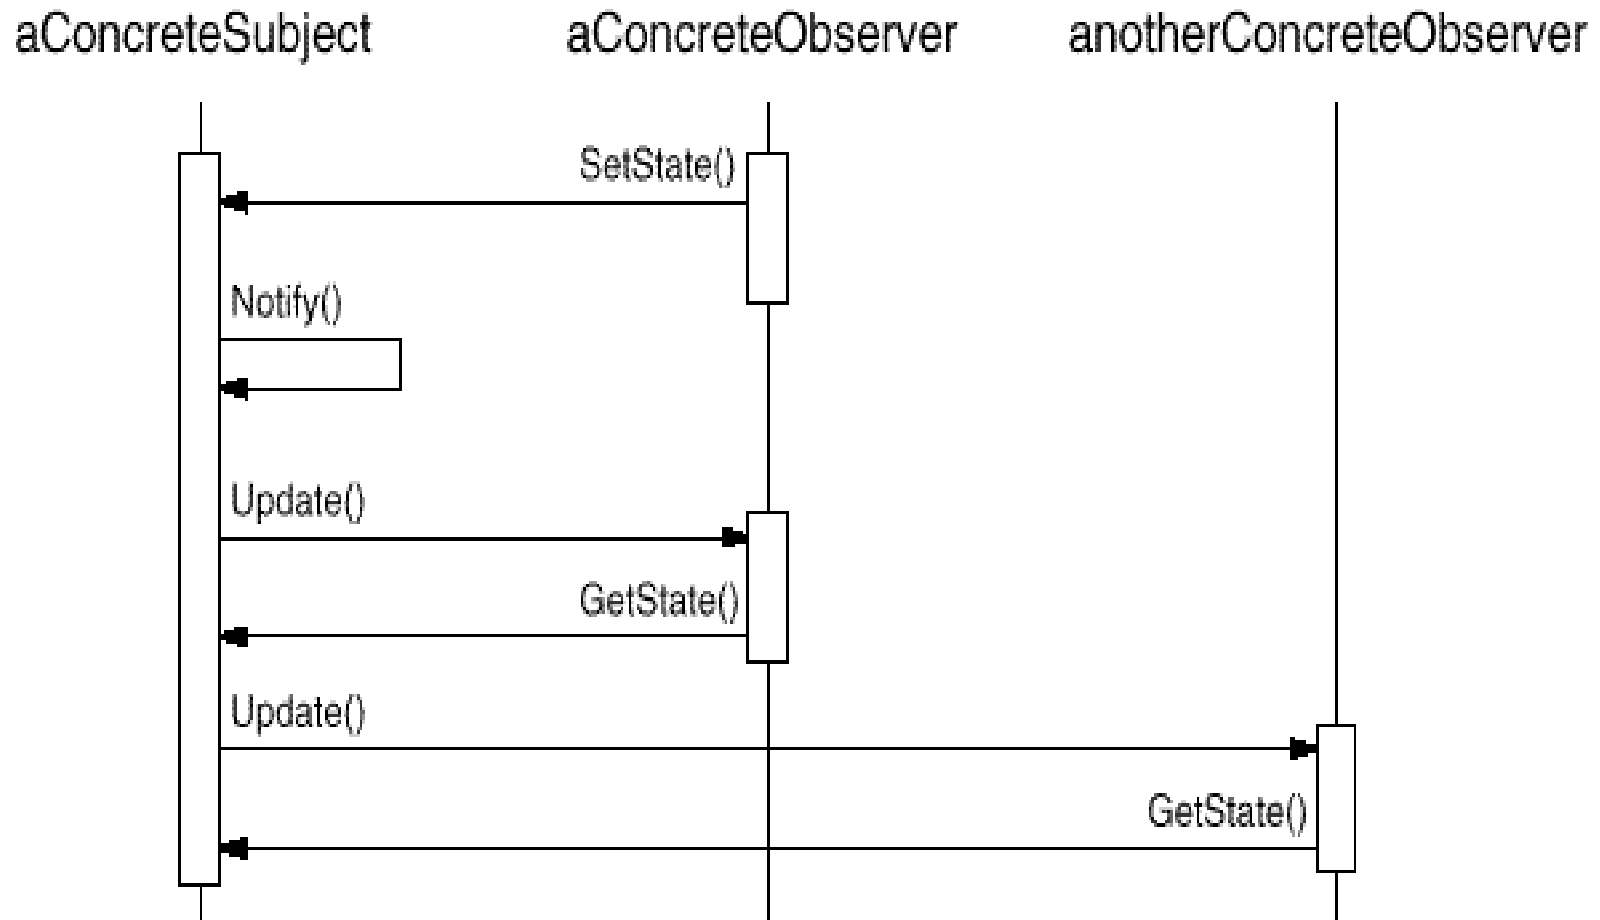 aConcreteSubject
aConcreteObserver
anotherConcreteObserver
SetState()
Notify()
Update()
GetState()
Update()
GetState()